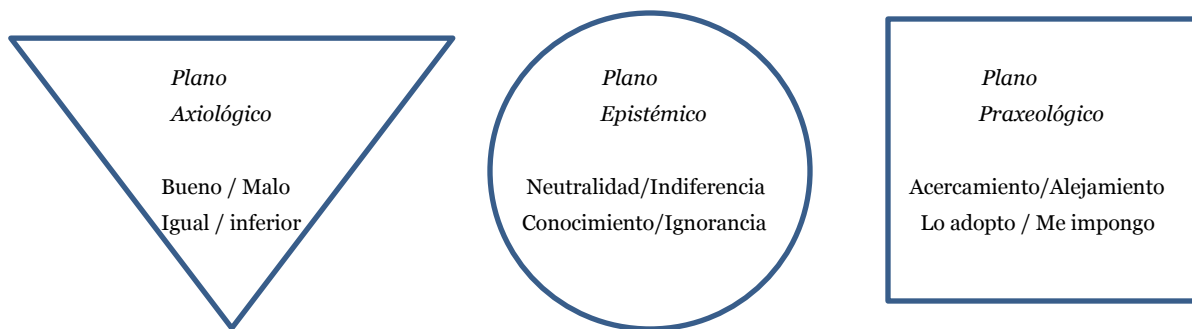 Plano
Axiológico
Bueno / Malo
Igual / inferior
Plano
Epistémico
Neutralidad/Indiferencia
Conocimiento/Ignorancia
Plano
Praxeológico
Acercamiento/Alejamiento
Lo adopto / Me impongo